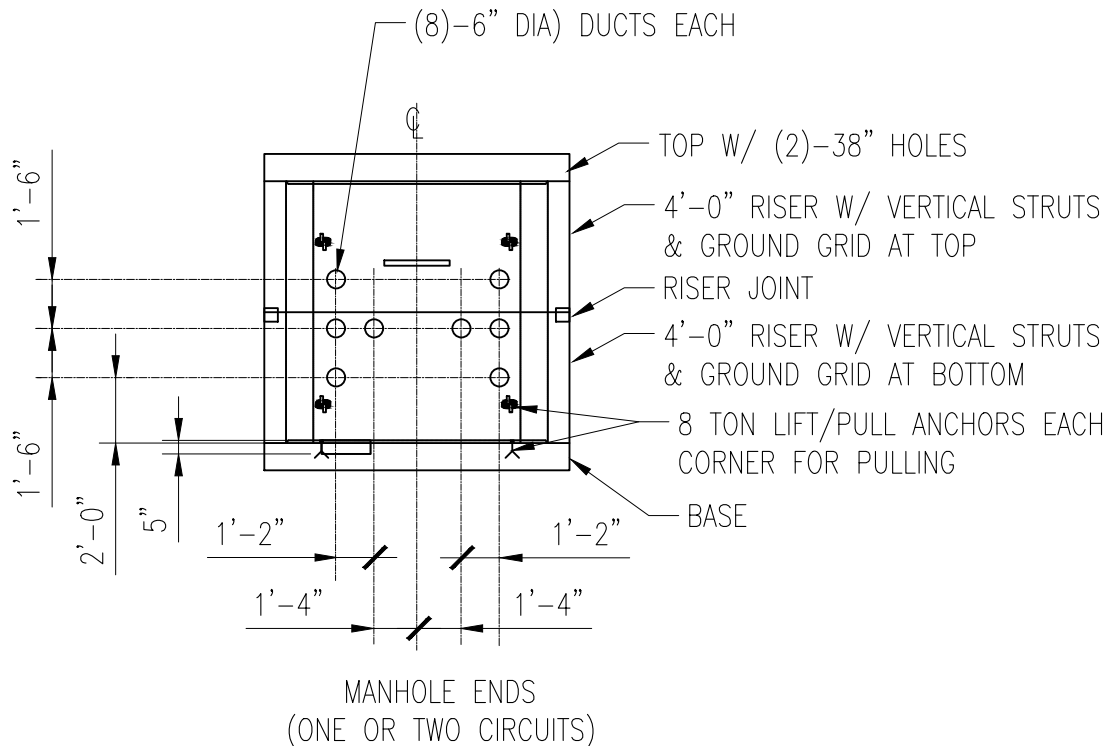 (8)-6" DIA) DUCTS EACH
℄
TOP W/ (2)-38" HOLES
4'-0" RISER W/ VERTICAL STRUTS
& GROUND GRID AT TOP
RISER JOINT
4'-0" RISER W/ VERTICAL STRUTS
& GROUND GRID AT BOTTOM
8 TON LIFT/PULL ANCHORS EACH
CORNER FOR PULLING
BASE
1'-6"
1'-6"
2'-0"
5"
1'-2"
1'-2"
1'-4"
1'-4"
MANHOLE ENDS
(ONE OR TWO CIRCUITS)